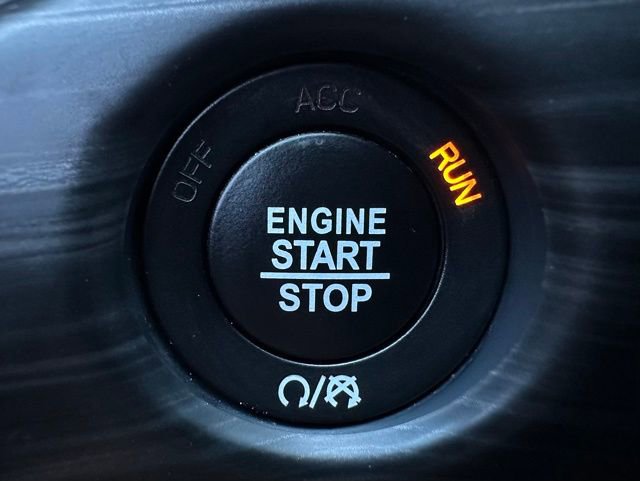 ACC
OFF
RUN
ENGINE
START
STOP
/